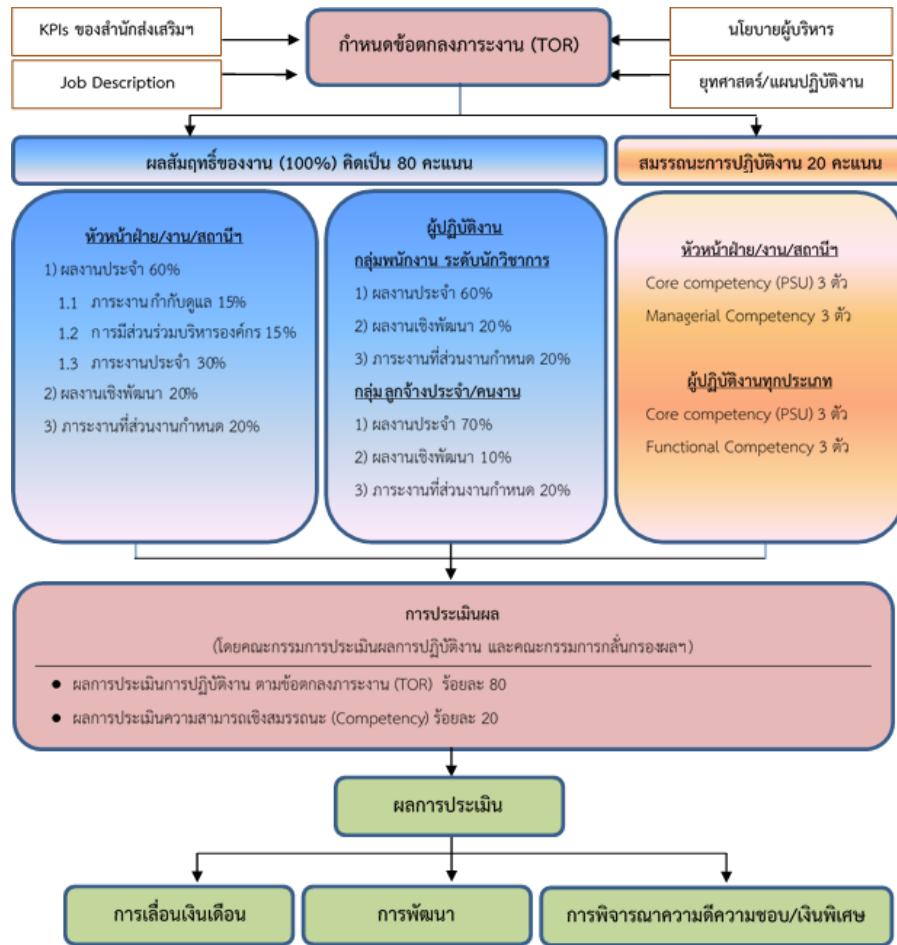 KPIs ของสำนักส่งเสริมฯ
Job Description
กำหนดข้อตกลงภาระงาน (TOR)
นโยบายผู้บริหาร
ยุทศาสตร์/แผนปฏิบัติงาน
ผลสัมฤทธิ์ของงาน (100%) คิดเป็น 80 คะแนน
สมรรถนะการปฏิบัติงาน 20 คะแนน
หัวหน้าฝ่าย/งาน/สถานีฯ
1) ผลงานประจำ 60%
1.1 ภาระงานกำกับดูแล 15%
1.2 การมีส่วนร่วมบริหารองค์กร 15%
1.3 ภาระงานประจำ 30%
2) ผลงานเชิงพัฒนา 20%
3) ภาระงานที่ส่วนงานกำหนด 20%
ผู้ปฏิบัติงาน
กลุ่มพนักงาน ระดับนักวิชาการ
1) ผลงานประจำ 60%
2) ผลงานเชิงพัฒนา 20%
3) ภาระงานที่ส่วนงานกำหนด 20%
กลุ่มลูกจ้างประจำ/คนงาน
1) ผลงานประจำ 70%
2) ผลงานเชิงพัฒนา 10%
3) ภาระงานที่ส่วนงานกำหนด 20%
หัวหน้าฝ่าย/งาน/สถานีฯ
Core competency (PSU) 3 ตัว
Managerial Competency 3 ตัว
ผู้ปฏิบัติงานทุกประเภท
Core competency (PSU) 3 ตัว
Functional Competency 3 ตัว
การประเมินผล
(โดยคณะกรรมการประเมินผลการปฏิบัติงาน และคณะกรรมการกลั่นกรองผลฯ)
● ผลการประเมินการปฏิบัติงาน ตามข้อตกลงภาระงาน (TOR) ร้อยละ 80
● ผลการประเมินความสามารถเชิงสมรรถนะ (Competency) ร้อยละ 20
ผลการประเมิน
การเลื่อนเงินเดือน
การพัฒนา
การพิจารณาความดีความชอบ/เงินพิเศษ